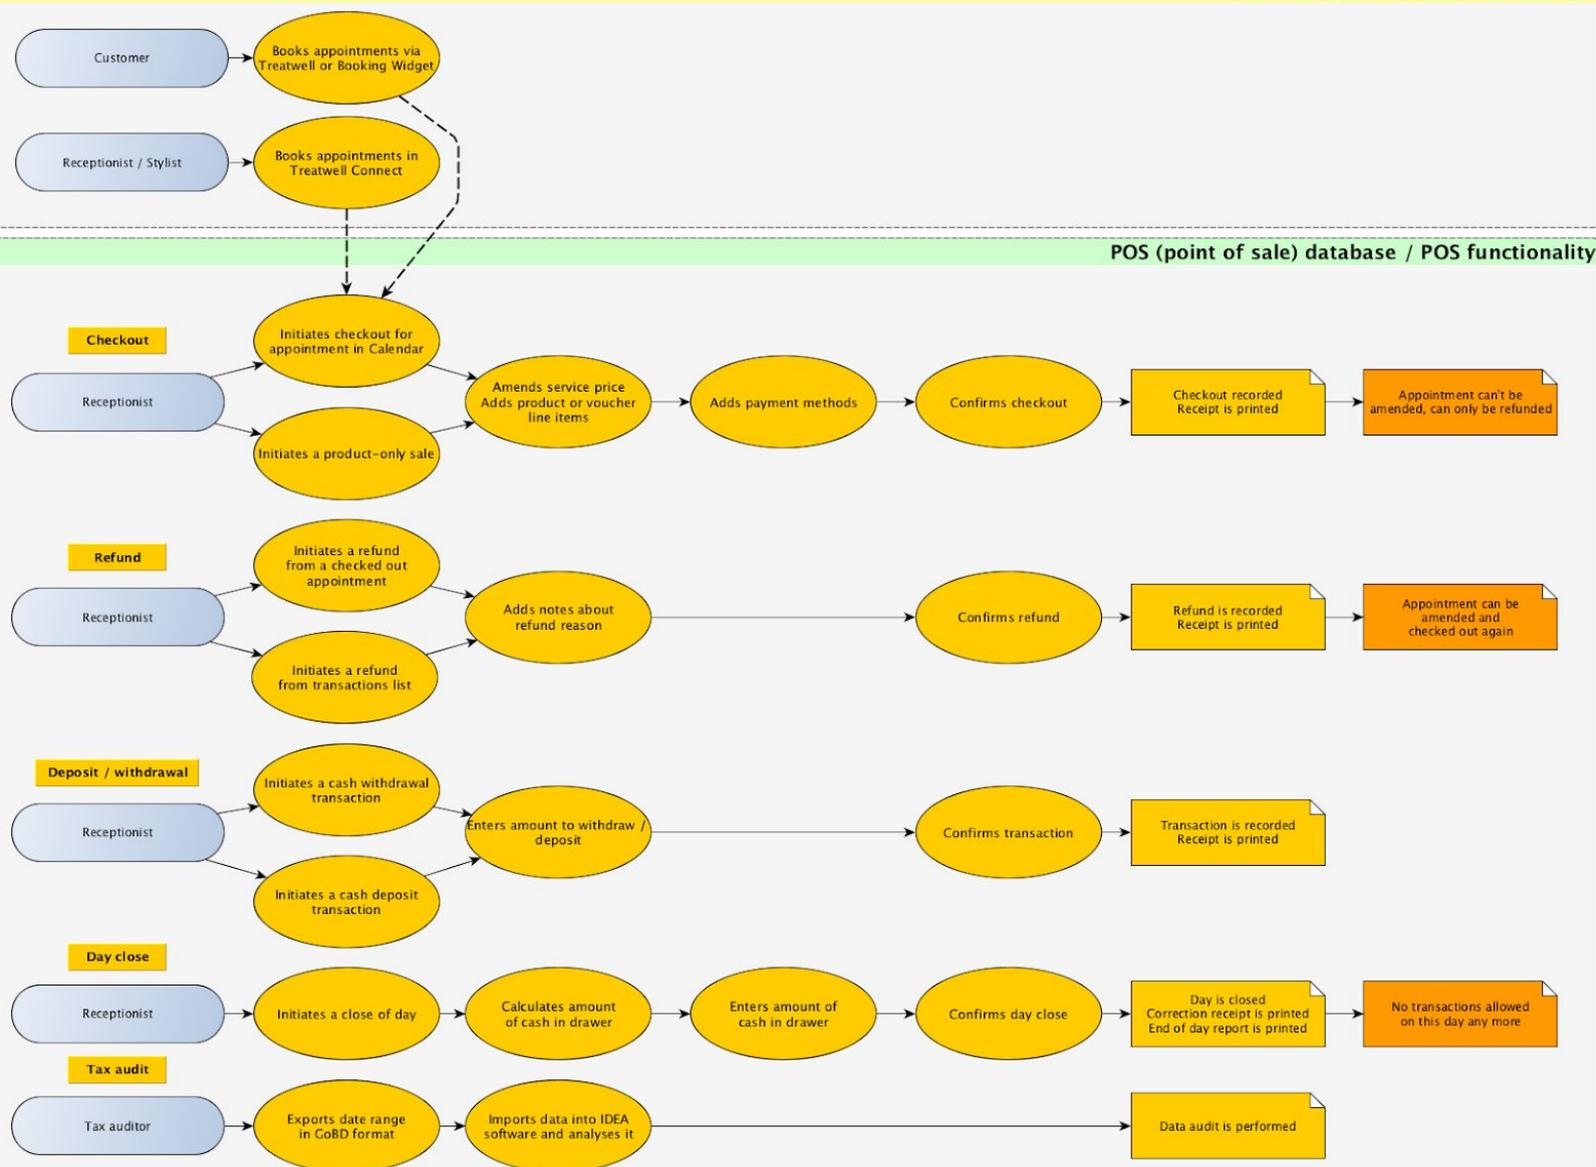 Customer
Books appointments via
Treatwell or Booking Widget
Receptionist / Stylist
Books appointments in
Treatwell Connect
POS (point of sale) database / POS functionality
Checkout
Receptionist
Initiates checkout for
appointment in Calendar
Initiates a product-only sale
Amends service price
Adds product or voucher
line items
Adds payment methods
Confirms checkout
Checkout recorded
Receipt is printed
Appointment can't be
amended, can only be refunded
Refund
Receptionist
Initiates a refund
from a checked out
appointment
Initiates a refund
from transactions list
Adds notes about
refund reason
Confirms refund
Refund is recorded
Receipt is printed
Appointment can be
amended and
checked out again
Deposit / withdrawal
Receptionist
Initiates a cash withdrawal
transaction
Initiates a cash deposit
transaction
Enters amount to withdraw /
deposit
Confirms transaction
Transaction is recorded
Receipt is printed
Day close
Receptionist
Initiates a close of day
Calculates amount
of cash in drawer
Enters amount of
cash in drawer
Confirms day close
Day is closed
Correction receipt is printed
End of day report is printed
No transactions allowed
on this day any more
Tax audit
Tax auditor
Exports date range
in GoBD format
Imports data into IDEA
software and analyses it
Data audit is performed